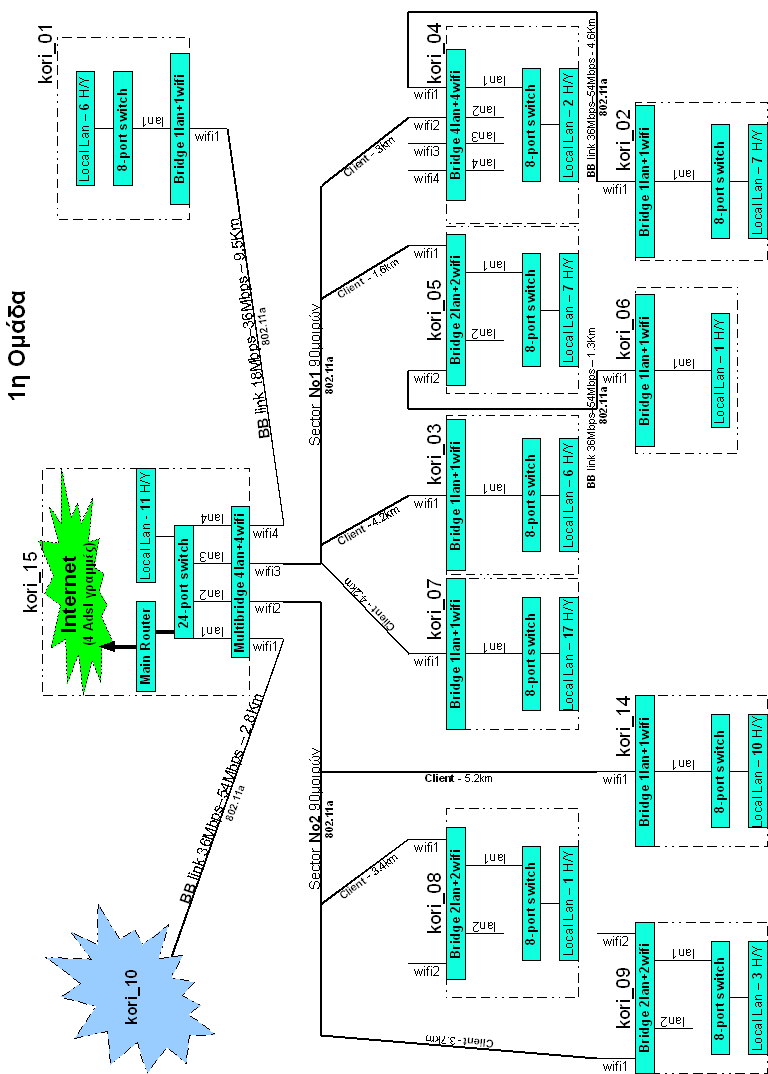 1η Ομάδα
kori_01
Local Lan – 6 H/Y
8-port switch
lan1
Bridge 1lan+1wifi
wifi1
BB link 18Mbps–36Mbps – 9,5Km
802.11a
kori_15
Internet
(4 Adsl γραμμές)
Main Router
Local Lan - 11 H/Y
24-port switch
lan1
lan2
lan3
lan4
Multibridge 4lan+4wifi
wifi1
wifi2
wifi3
wifi4
BB link 36Mbps–54Mbps – 2.8Km
802.11a
kori_10
Sector No1 90μοιρών
802.11a
Sector No2 90μοιρών
802.11a
Client - 3km
kori_04
wifi1
wifi2
wifi3
wifi4
Bridge 4lan+4wifi
lan1
lan2
lan3
lan4
8-port switch
Local Lan – 2 H/Y
BB link 36Mbps–54Mbps - 4.6Km
802.11a
kori_02
wifi1
Bridge 1lan+1wifi
lan1
8-port switch
Local Lan – 7 H/Y
Client - 1,6km
kori_05
wifi1
wifi2
Bridge 2lan+2wifi
lan1
lan2
8-port switch
Local Lan – 7 H/Y
BB link 36Mbps–54Mbps – 1.3Km
802.11a
kori_06
wifi1
Bridge 1lan+1wifi
lan1
Local Lan – 1 H/Y
Client - 4.2km
kori_03
wifi1
Bridge 1lan+1wifi
lan1
8-port switch
Local Lan – 6 H/Y
Client - 4,2km
kori_07
wifi1
Bridge 1lan+1wifi
lan1
8-port switch
Local Lan – 17 H/Y
Client - 5.2km
kori_14
wifi1
Bridge 1lan+1wifi
lan1
8-port switch
Local Lan – 10 H/Y
Client - 3.4km
kori_08
wifi1
wifi2
Bridge 2lan+2wifi
lan1
lan2
8-port switch
Local Lan – 1 H/Y
Client - 3.7km
kori_09
wifi1
wifi2
Bridge 2lan+2wifi
lan1
lan2
8-port switch
Local Lan – 3 H/Y